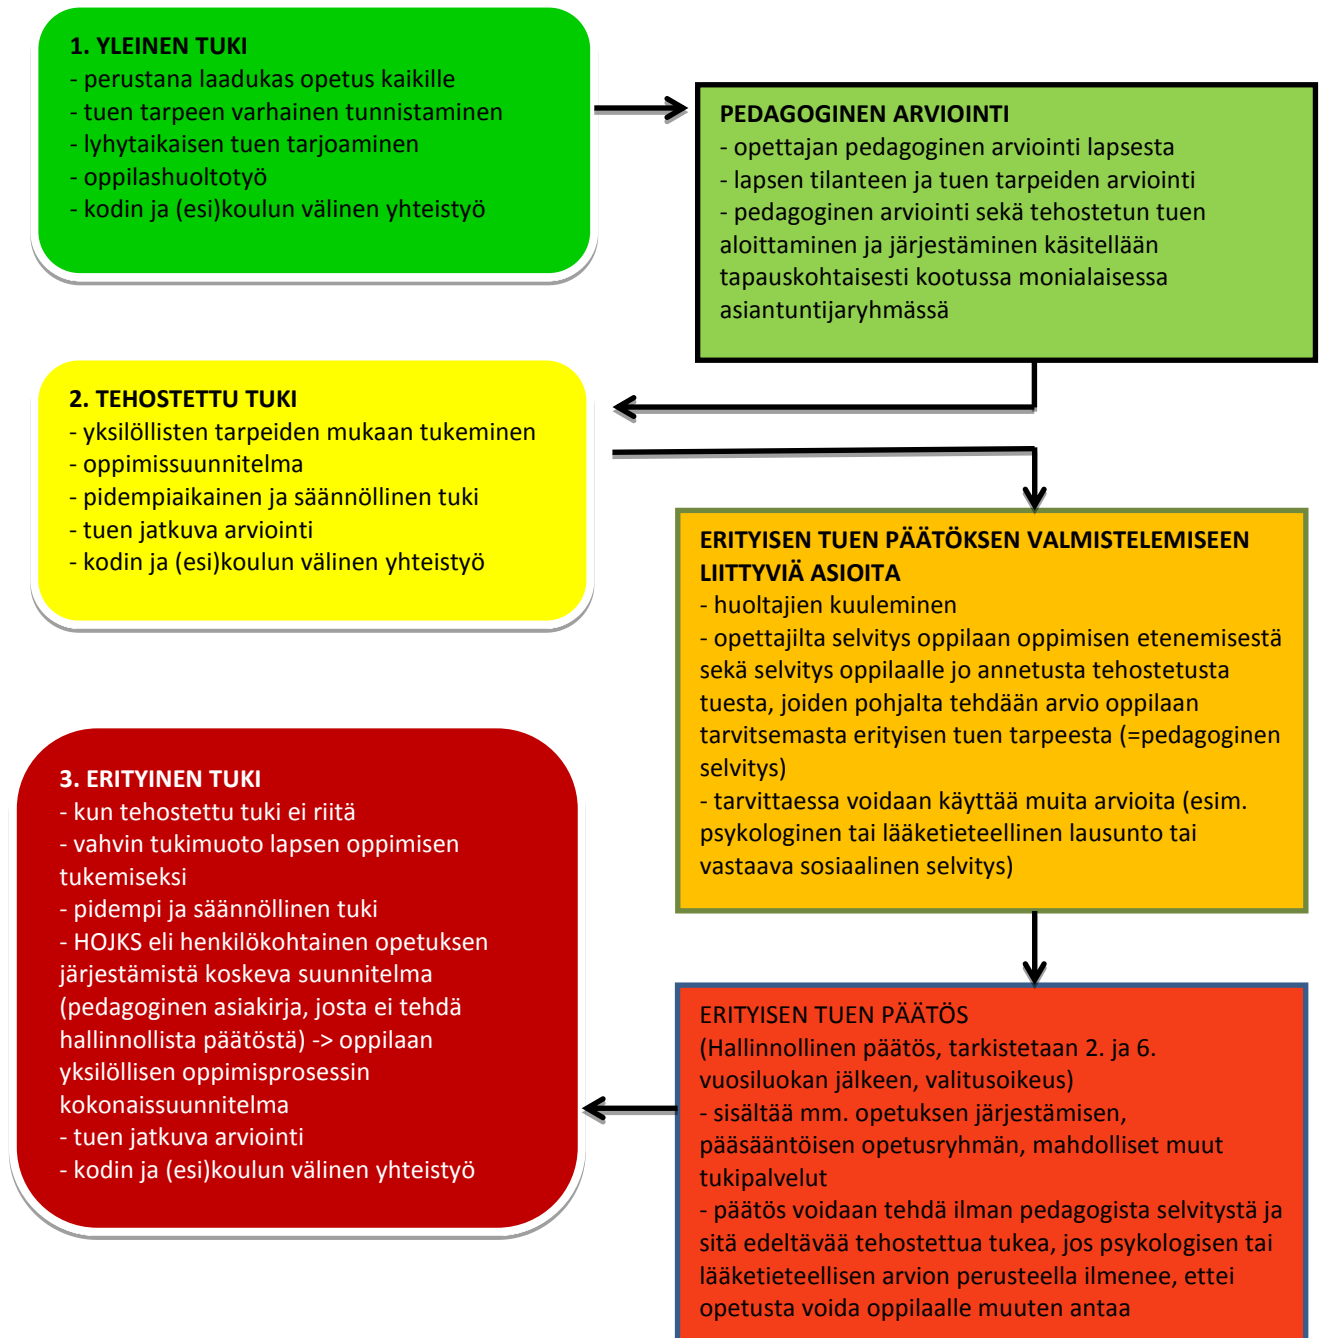 1. YLEINEN TUKI
- perustana laadukas opetus kaikille
- tuen tarpeen varhainen tunnistaminen
- lyhytaikaisen tuen tarjoaminen
- oppilashuoltotyö
- kodin ja (esi)koulun välinen yhteistyö
PEDAGOGINEN ARVIOINTI
- opettajan pedagoginen arviointi lapsesta
- lapsen tilanteen ja tuen tarpeiden arviointi
- pedagoginen arviointi sekä tehostetun tuen
aloittaminen ja järjestäminen käsitellään
tapauskohtaisesti kootussa monialaisessa
asiantuntijaryhmässä
2. TEHOSTETTU TUKI
- yksilöllisten tarpeiden mukaan tukeminen
- oppimissuunnitelma
- pidempiaikainen ja säännöllinen tuki
- tuen jatkuva arviointi
- kodin ja (esi)koulun välinen yhteistyö
ERITYISEN TUEN PÄÄTÖKSEN VALMISTELEMISEEN
LIITTYVIÄ ASIOITA
- huoltajien kuuleminen
- opettajilta selvitys oppilaan oppimisen etenemisestä
sekä selvitys oppilaalle jo annetusta tehostetusta
tuesta, joiden pohjalta tehdään arvio oppilaan
tarvitsemasta erityisen tuen tarpeesta (=pedagoginen
selvitys)
- tarvittaessa voidaan käyttää muita arvioita (esim.
psykologinen tai lääketieteellinen lausunto tai
vastaava sosiaalinen selvitys)
3. ERITYINEN TUKI
- kun tehostettu tuki ei riitä
- vahvin tukimuoto lapsen oppimisen
tukemiseksi
- pidempi ja säännöllinen tuki
- HOJKS eli henkilökohtainen opetuksen
järjestämistä koskeva suunnitelma
(pedagoginen asiakirja, josta ei tehdä
hallinnollista päätöstä) -> oppilaan
yksilöllisen oppimisprosessin
kokonaissuunnitelma
- tuen jatkuva arviointi
- kodin ja (esi)koulun välinen yhteistyö
ERITYISEN TUEN PÄÄTÖS
(Hallinnollinen päätös, tarkistetaan 2. ja 6.
vuosiluokan jälkeen, valitusoikeus)
- sisältää mm. opetuksen järjestämisen,
pääsääntöisen opetusryhmän, mahdolliset muut
tukipalvelut
- päätös voidaan tehdä ilman pedagogista selvitystä ja
sitä edeltävää tehostettua tukea, jos psykologisen tai
lääketieteellisen arvion perusteella ilmenee, ettei
opetusta voida oppilaalle muuten antaa